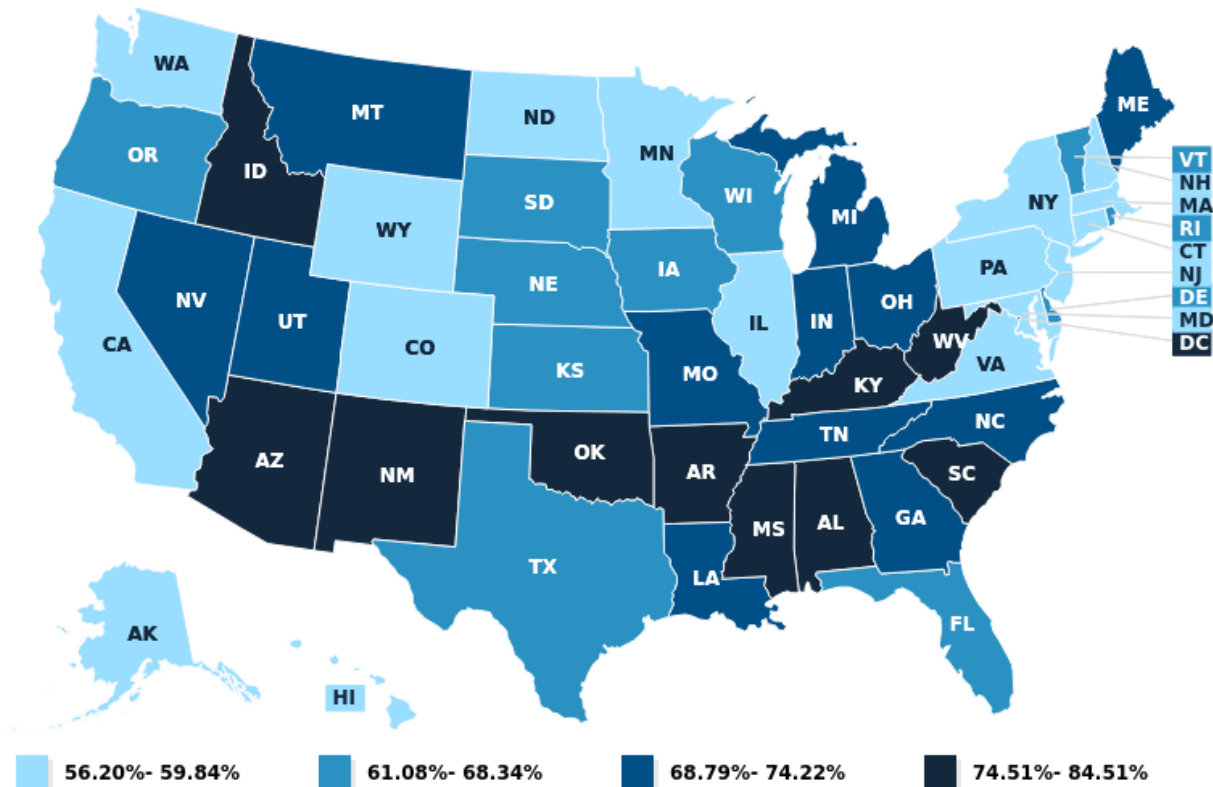 WA
MT
ND
MN
ME
OR
ID
SD
WI
MI
NY
VT
NH
MA
RI
CT
NJ
DE
MD
DC
WY
NE
IA
PA
NV
UT
CO
KS
MO
IL
IN
OH
WV
VA
CA
KY
NC
TN
AZ
NM
OK
AR
SC
MS
AL
GA
TX
LA
FL
AK
HI
56.20%- 59.84%
61.08%- 68.34%
68.79%- 74.22%
74.51%- 84.51%